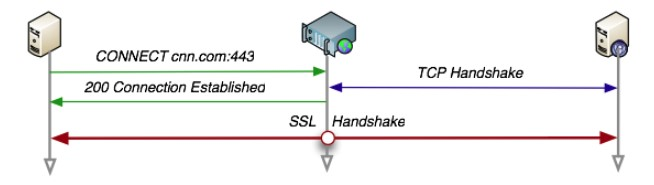 CONNECT cnn.com:443
TCP Handshake
200 Connection Established
SSL Handshake